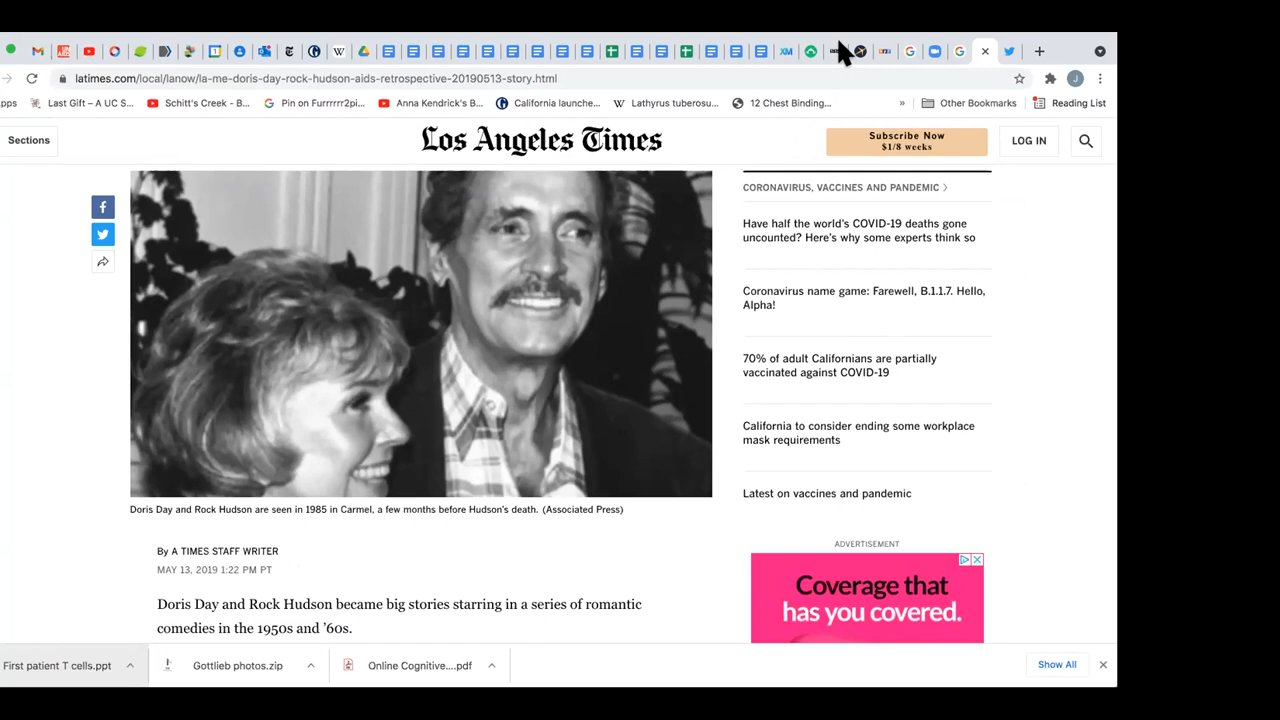 latimes.com/local/lanow/la-me-doris-day-rock-hudson-aids-retrospective-20190513-story.html
pps Last Gift – A UC S... Schitt's Creek - B... Pin on Furrrrrr2pi... Anna Kendrick's B... California launche... Lathyrus tuberosu... 12 Chest Binding... » Other Bookmarks Reading List
Sections
Los Angeles Times
Subscribe Now
$1/8 weeks
LOG IN
CORONAVIRUS, VACCINES AND PANDEMIC
Have half the world's COVID-19 deaths gone
uncounted? Here's why some experts think so
Coronavirus name game: Farewell, B.1.1.7. Hello,
Alpha!
70% of adult Californians are partially
vaccinated against COVID-19
California to consider ending some workplace
mask requirements
Latest on vaccines and pandemic
Doris Day and Rock Hudson are seen in 1985 in Carmel, a few months before Hudson's death. (Associated Press)
By A TIMES STAFF WRITER
MAY 13, 2019 1:22 PM PT
Doris Day and Rock Hudson became big stories starring in a series of romantic
comedies in the 1950s and ’60s.
ADVERTISEMENT
Coverage that
has you covered.
First patient T cells.ppt Gottlieb photos.zip Online Cognitive....pdf Show All